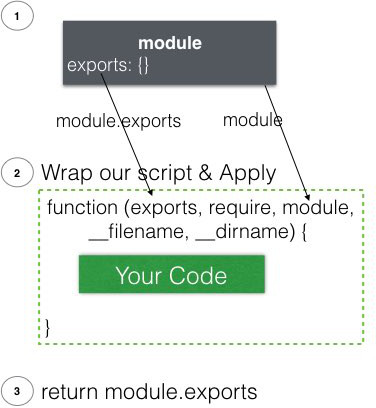 1
module
exports: {}
module.exports
module
2 Wrap our script & Apply
function (exports, require, module,
__filename, __dirname) {
Your Code
}
3 return module.exports